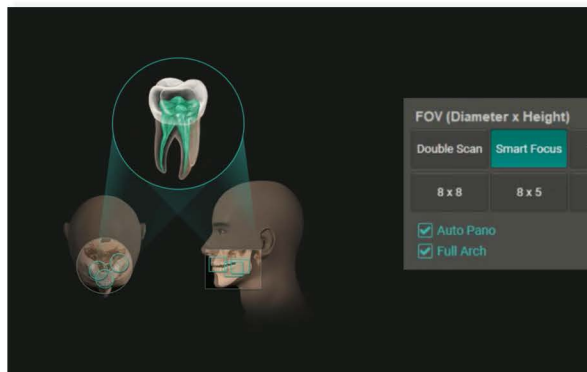 FOV (Diameter x Height)
Double Scan Smart Focus
8 x 8 8 x 5
Auto Pano
Full Arch